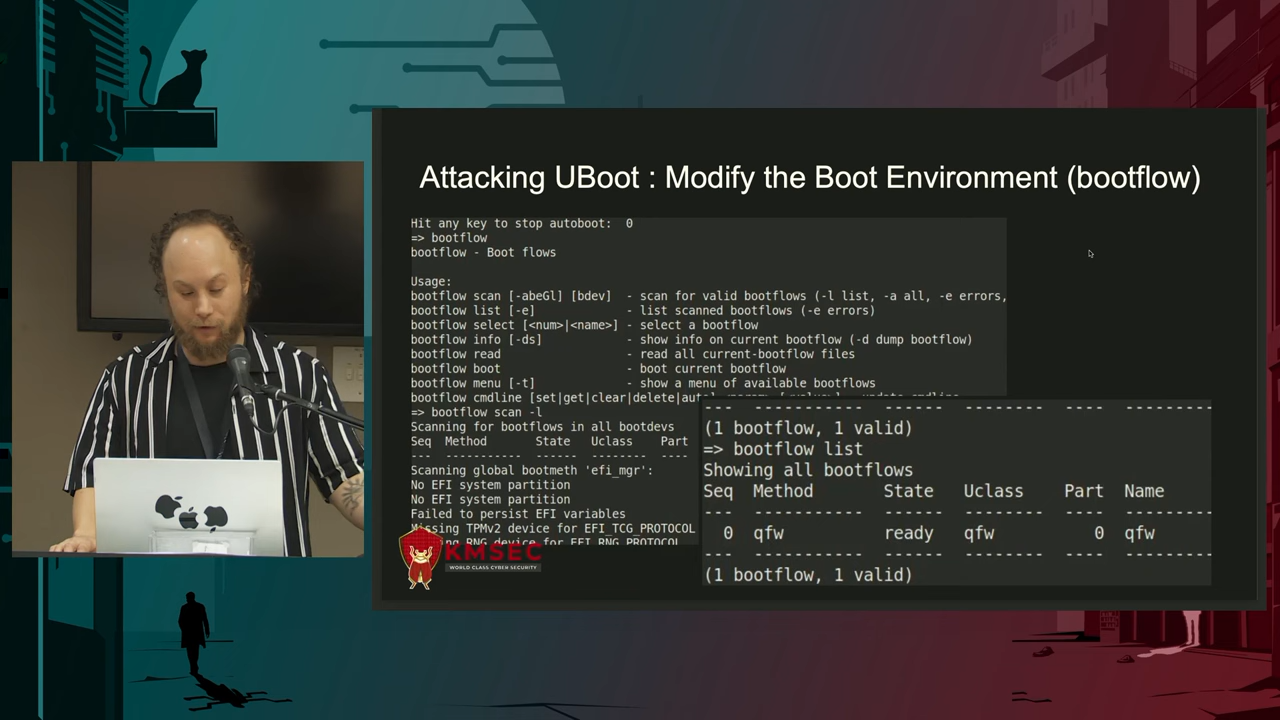 Attacking UBoot : Modify the Boot Environment (bootflow)
Hit any key to stop autoboot:  0
=> bootflow
bootflow - Boot flows
Usage:
bootflow scan [-abeGl] [bdev]  - scan for valid bootflows (-l list, -a all, -e errors,
bootflow list [-e]             - list scanned bootflows (-e errors)
bootflow select [<num>|<name>] - select a bootflow
bootflow info [-ds]            - show info on current bootflow (-d dump bootflow)
bootflow read                  - read all current-bootflow files
bootflow boot                  - boot current bootflow
bootflow menu [-t]             - show a menu of available bootflows
bootflow cmdline [set|get|clear|delete|auto]
=> bootflow scan -l
Scanning for bootflows in all bootdevs
Seq  Method       State   Uclass    Part
---  -----------  ------  --------  ----
Scanning global bootmeth 'efi_mgr':
No EFI system partition
No EFI system partition
Failed to persist EFI variables
Missing TPMv2 device for EFI_TCG_PROTOCOL
RNG device for EFI_RNG_PROTOCOL
---  -----------  ------  --------  ----  ---------
(1 bootflow, 1 valid)
=> bootflow list
Showing all bootflows
Seq  Method       State   Uclass    Part  Name
---  -----------  ------  --------  ----  ---------
  0  qfw          ready   qfw          0  qfw
---  -----------  ------  --------  ----  ---------
(1 bootflow, 1 valid)
KMSEC
WORLD CLASS CYBER SECURITY